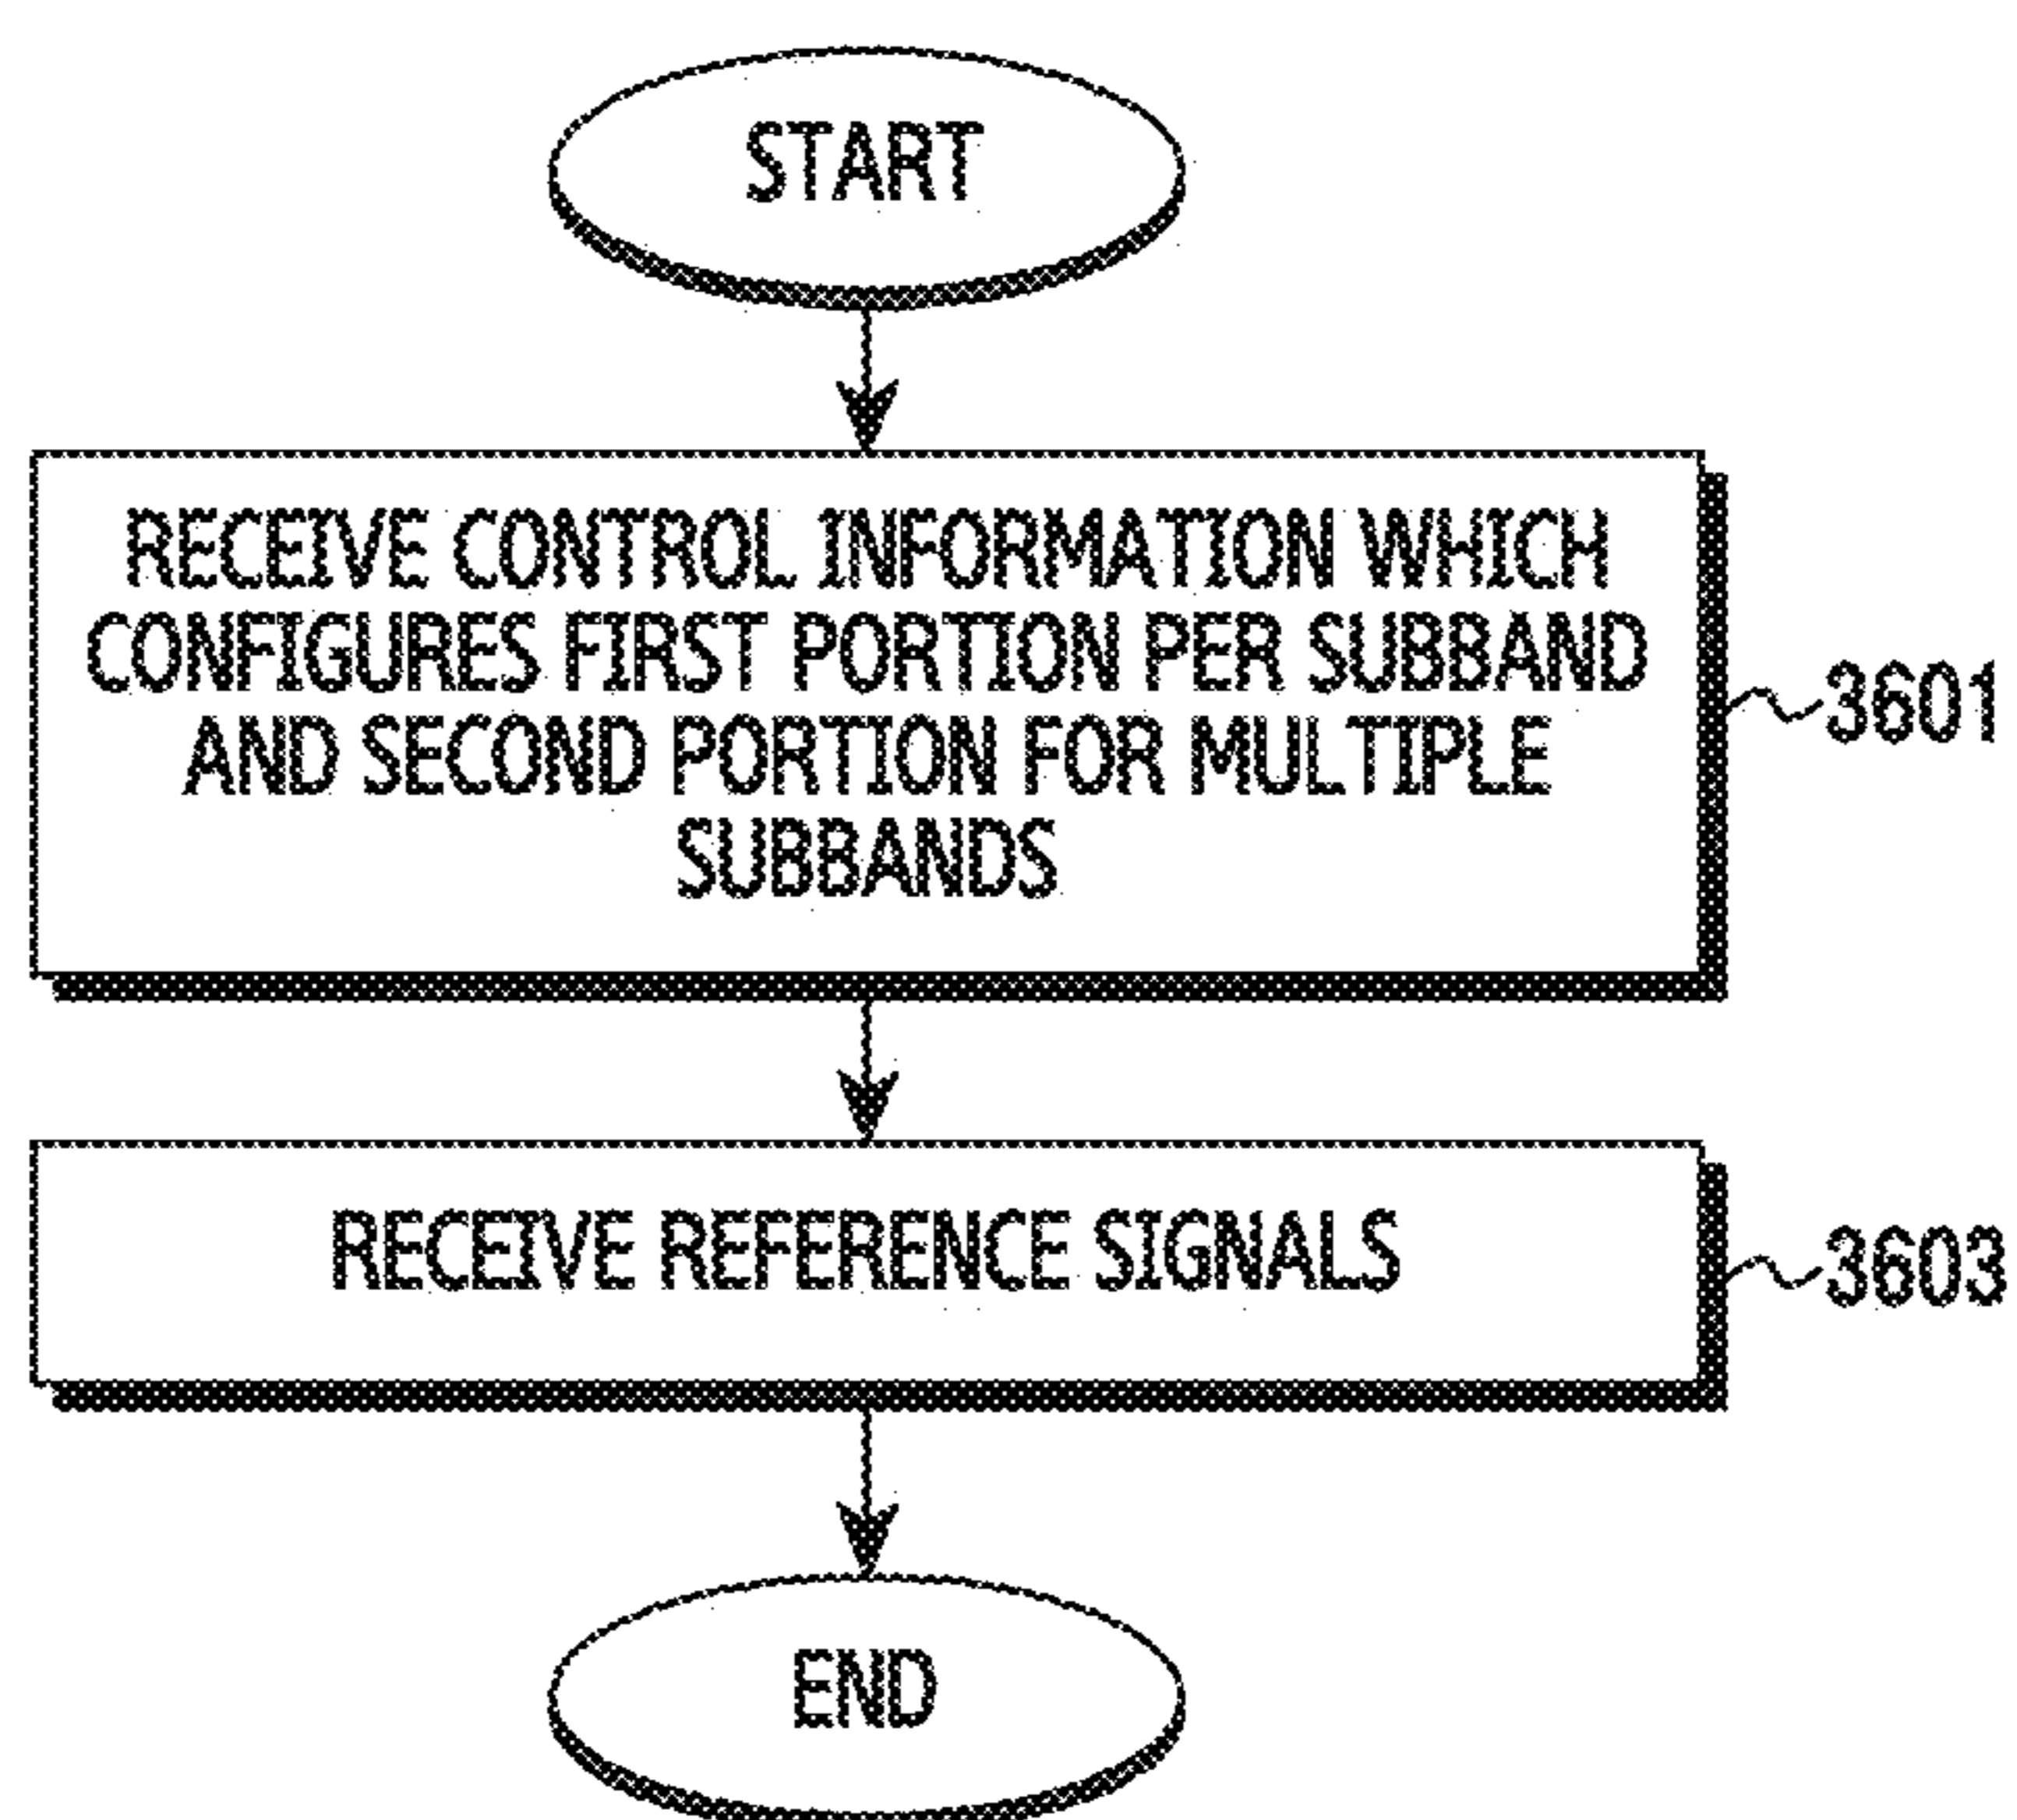 START
RECEIVE CONTROL INFORMATION WHICH
CONFIGURES FIRST PORTION PER SUBBAND
AND SECOND PORTION FOR MULTIPLE
SUBBANDS
3601
RECEIVE REFERENCE SIGNALS
3603
END